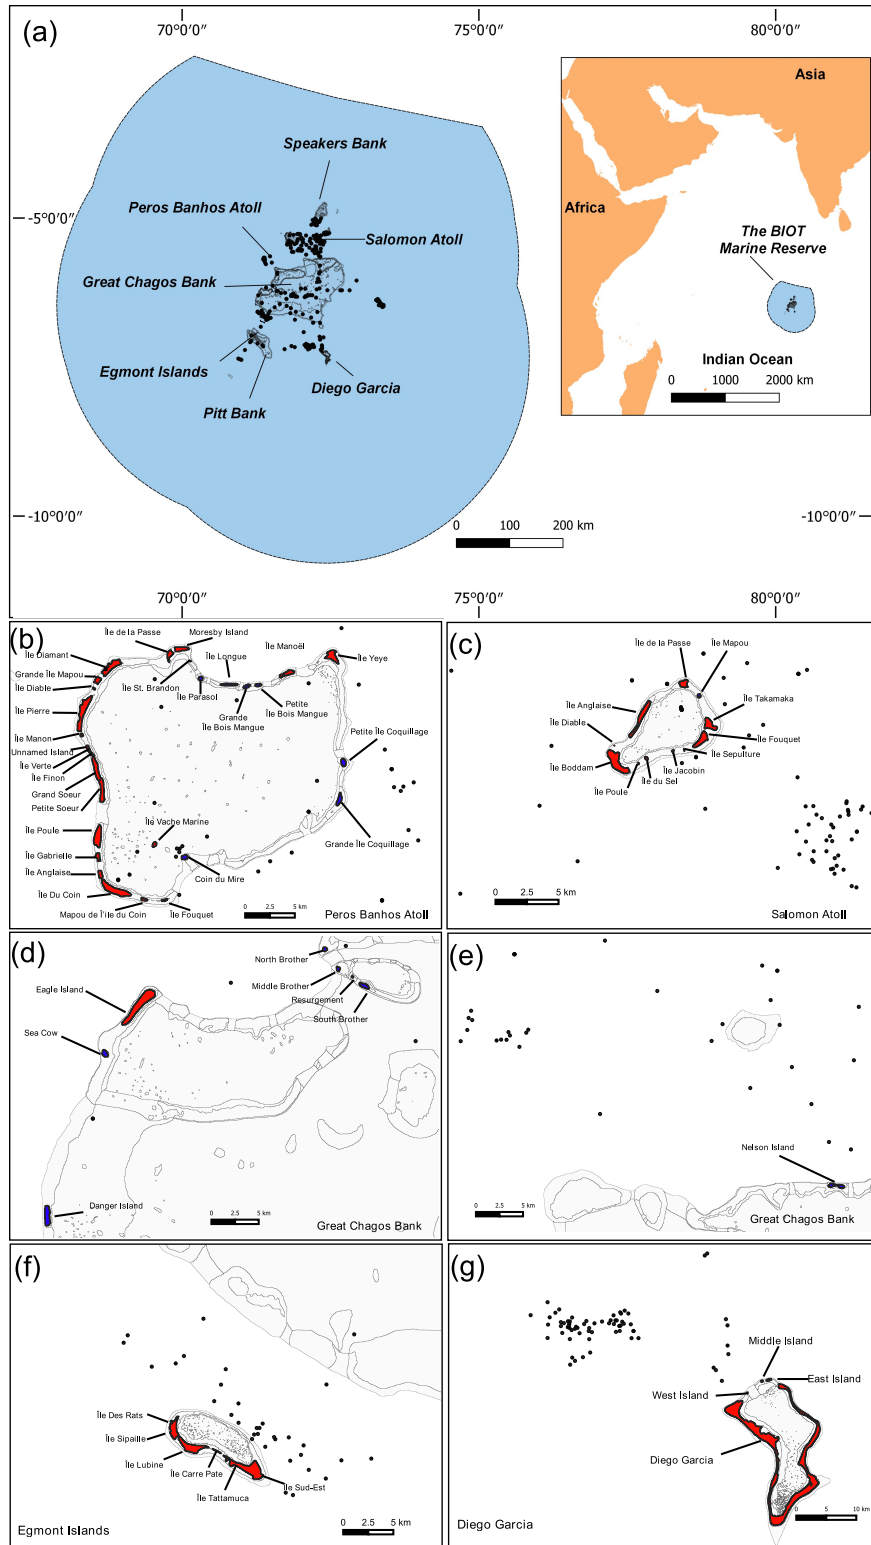 (a)
70°0'0"
75°0'0"
80°0'0"
Asia
Africa
The BIOT
Marine Reserve
Indian Ocean
0
1000
2000 km
Speakers Bank
Peros Banhos Atoll
Salomon Atoll
Great Chagos Bank
Egmont Islands
Diego Garcia
Pitt Bank
-5°0'0"
-10°0'0"
-10°0'0"
0
100
200 km
70°0'0"
75°0'0"
80°0'0"
(b)
Île de la Passe
Moresby Island
Île Diamant
Île Longue
Île Manoël
Île Yeye
Grande Île Mapou
Île Diable
Île St. Brandon
Île Parasol
Île Pierre
Grande
Île Bois Mangue
Petite
Île Bois Mangue
Île Manon
Unnamed Island
Île Verte
Île Finon
Grand Soeur
Petite Soeur
Petite Île Coquillage
Île Poule
Île Vache Marine
Île Gabrielle
Île Anglaise
Grande Île Coquillage
Coin du Mire
Île Du Coin
Mapou de Î'ile du Coin
Île Fouquet
0
2.5
5 km
Peros Banhos Atoll
(c)
Île de la Passe
Île Mapou
Île Anglaise
Île Takamaka
Île Diable
Île Fouquet
Île Sepulture
Île Boddam
Île Jacobin
Île du Sel
Île Poule
0
2.5
5 km
Salomon Atoll
(d)
North Brother
Eagle Island
Middle Brother
Resurgement
South Brother
Sea Cow
Danger Island
0
2.5
5 km
Great Chagos Bank
(e)
Nelson Island
0
2.5
5 km
Great Chagos Bank
(f)
Île Des Rats
Île Sipaille
Île Lubine
Île Carre Pate
Île Tattamuca
Île Sud-Est
0
2.5
5 km
Egmont Islands
(g)
Middle Island
East Island
West Island
Diego Garcia
0
5
10 km
Diego Garcia